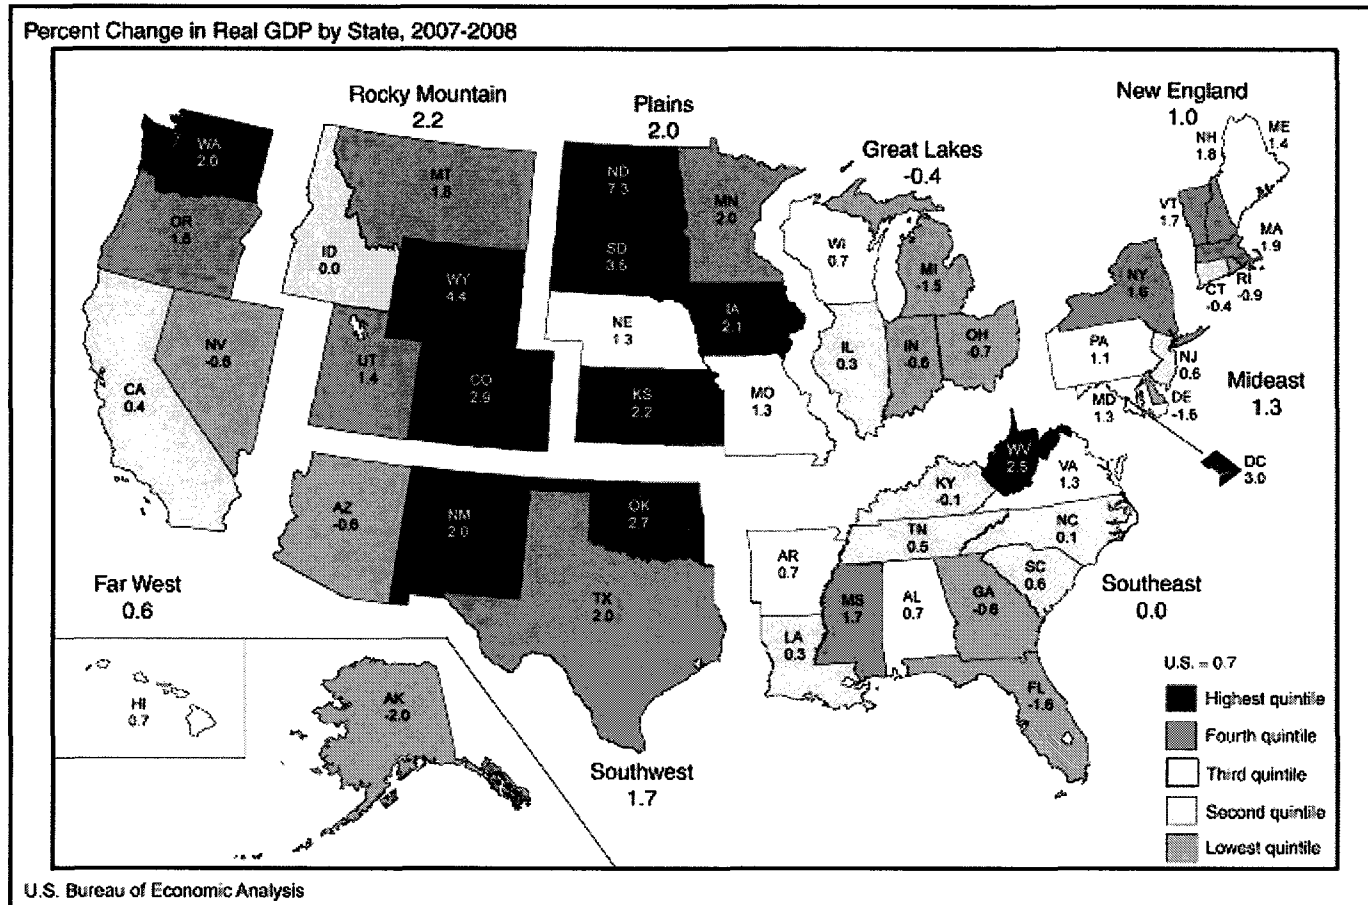 Percent Change in Real GDP by State, 2007-2008
Rocky Mountain
2.2
Plains
2.0
New England
1.0
Great Lakes
-0.4
WA
2.0
OR
1.6
CA
0.4
NV
-0.6
ID
0.0
MT
1.8
WY
4.4
UT
1.4
CO
2.9
ND
7.3
SD
3.5
NE
1.3
KS
2.2
MN
2.0
IA
2.1
MO
1.3
WI
0.7
IL
0.3
MI
-1.5
IN
-0.6
OH
-0.7
NH
1.8
ME
1.4
VT
1.7
MA
1.9
NY
1.6
CT
-0.4
RI
-0.9
PA
1.1
NJ
0.6
MD
1.3
DE
-1.6
Mideast
1.3
DC
3.0
AZ
-0.6
NM
2.0
OK
2.7
TX
2.0
WV
2.5
VA
1.3
KY
-0.1
TN
0.5
NC
0.1
AR
0.7
SC
0.6
MS
1.7
AL
0.7
GA
-0.6
LA
0.3
FL
-1.6
Far West
0.6
Southeast
0.0
HI
0.7
AK
-2.0
Southwest
1.7
U.S. = 0.7
Highest quintile
Fourth quintile
Third quintile
Second quintile
Lowest quintile
U.S. Bureau of Economic Analysis